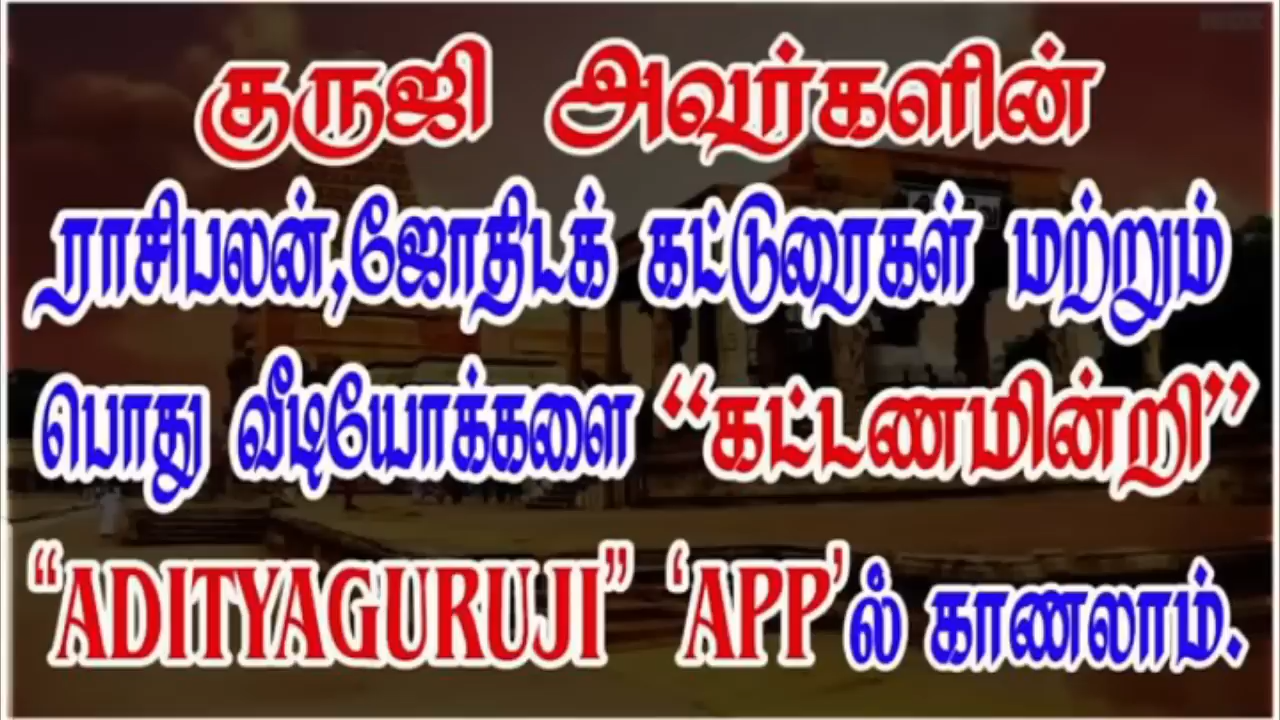 குருஜி அவர்களின்
ராசிபலன்,ஜோதிடக் கட்டுரைகள் மற்றும்
பொது வீடியோக்களை “கட்டணமின்றி”
“ADITYAGURUJI” ‘APP’ல் காணலாம்.